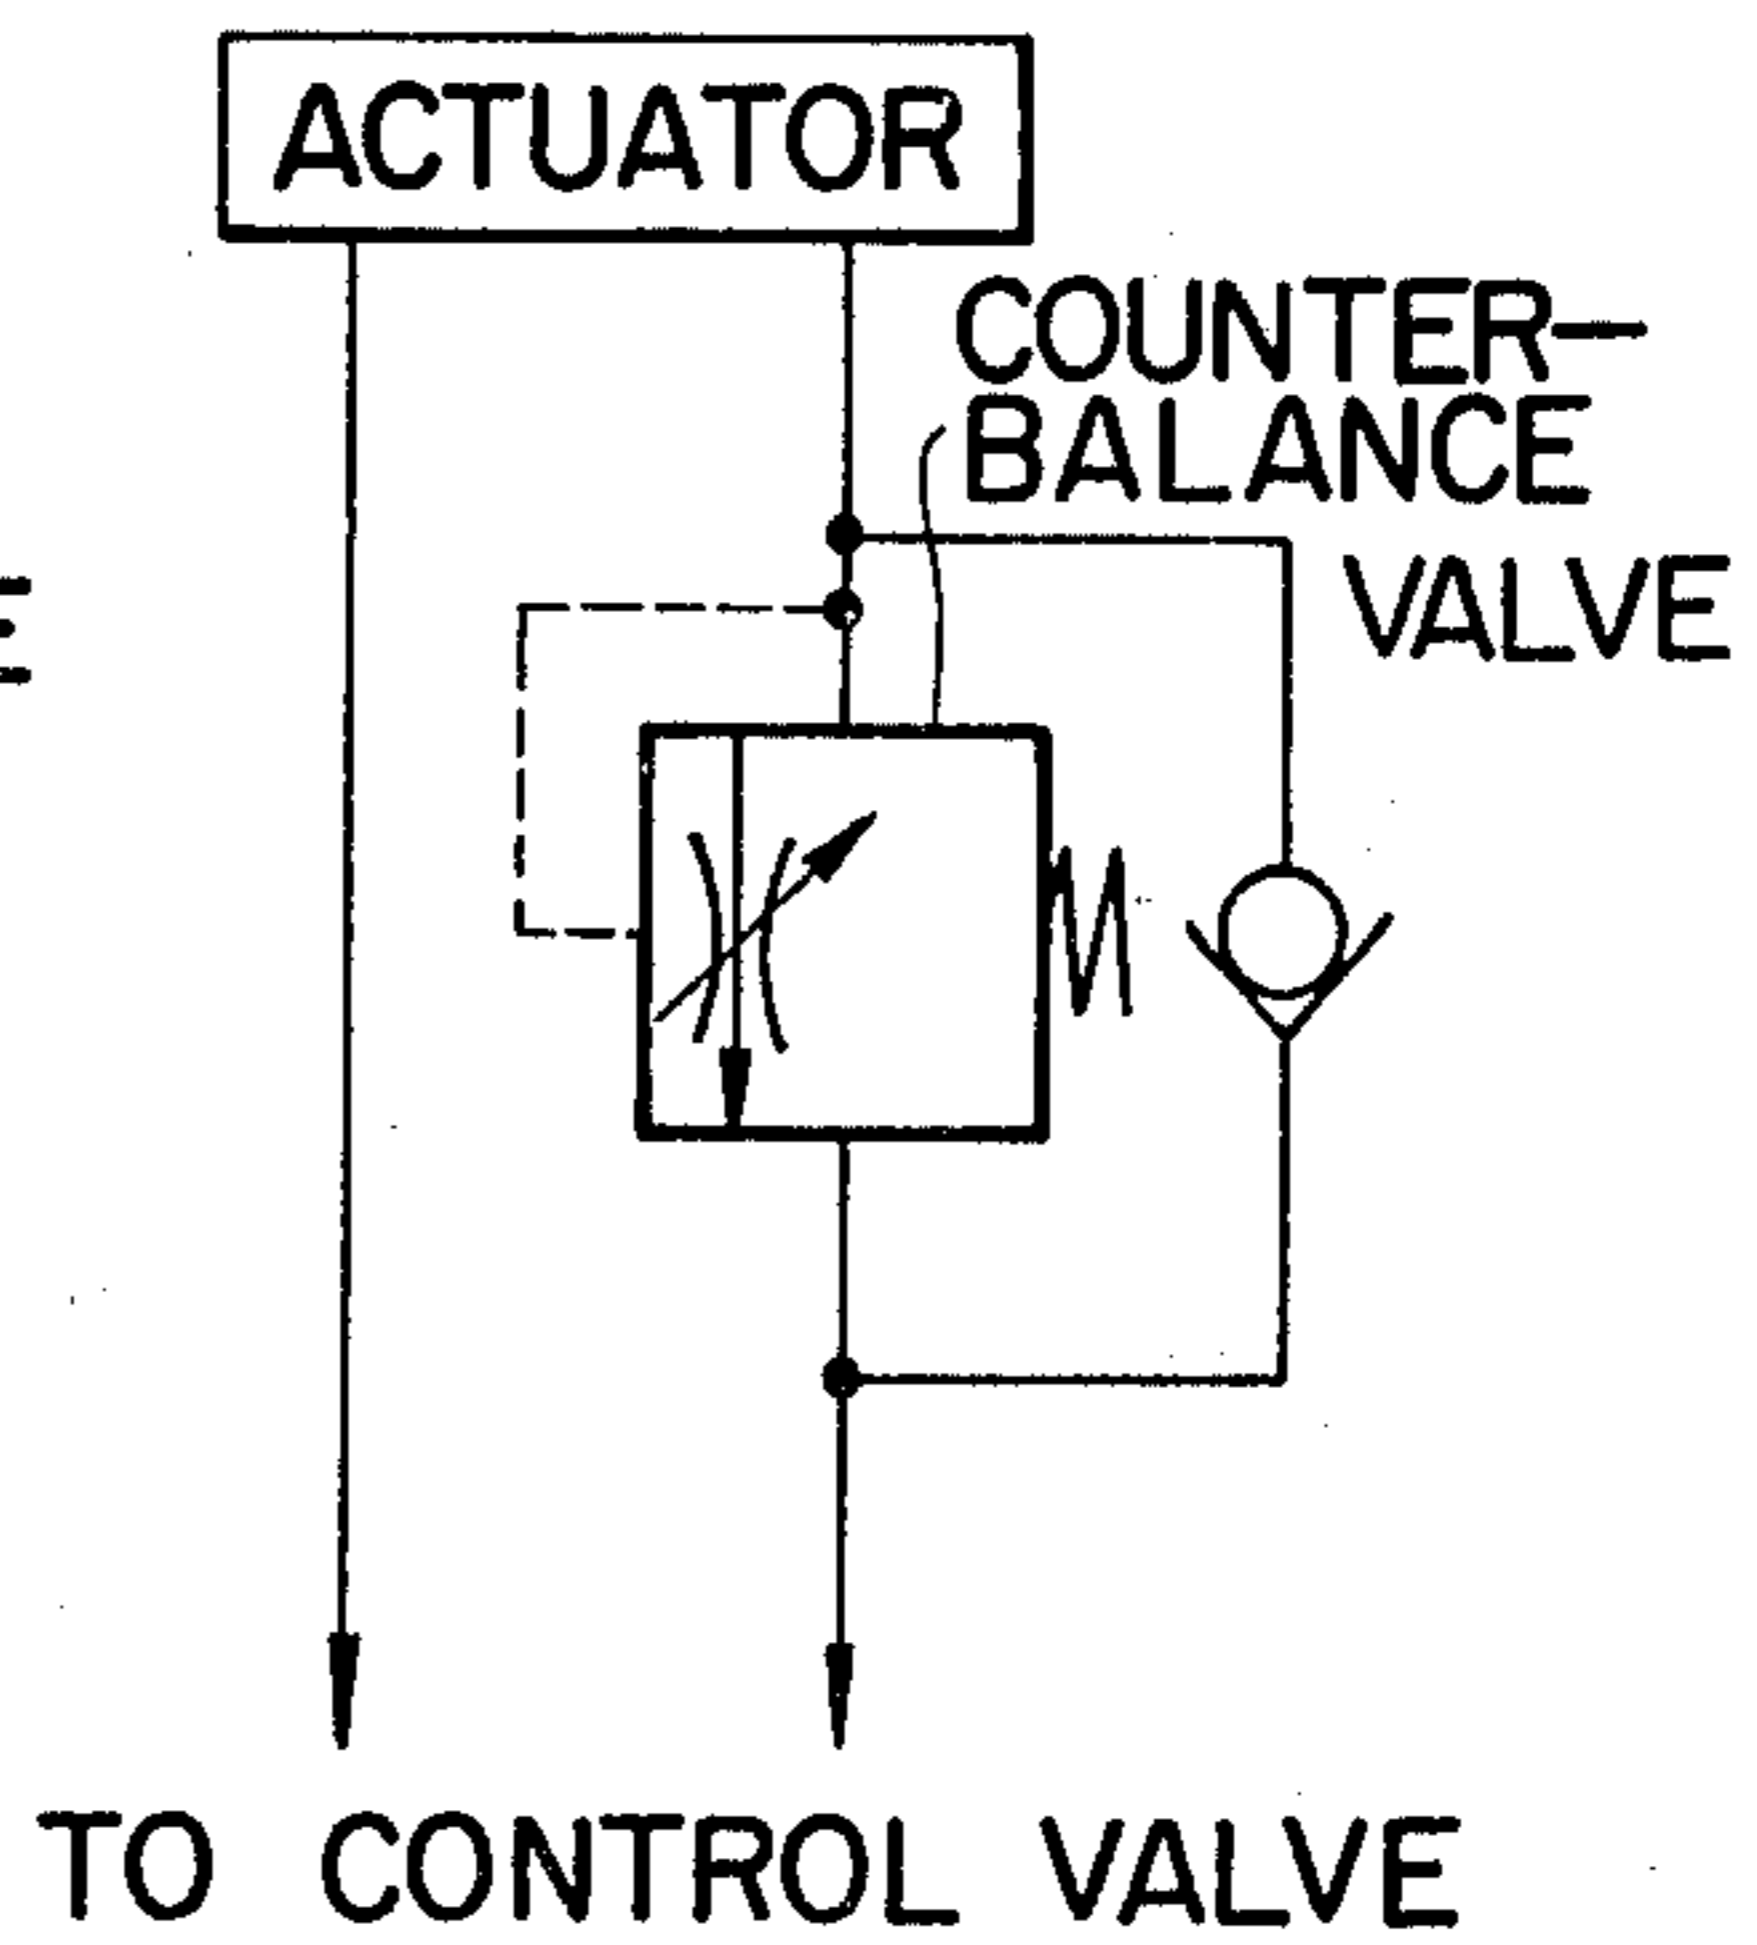 ACTUATOR
COUNTER-
BALANCE
VALVE
E
TO CONTROL VALVE